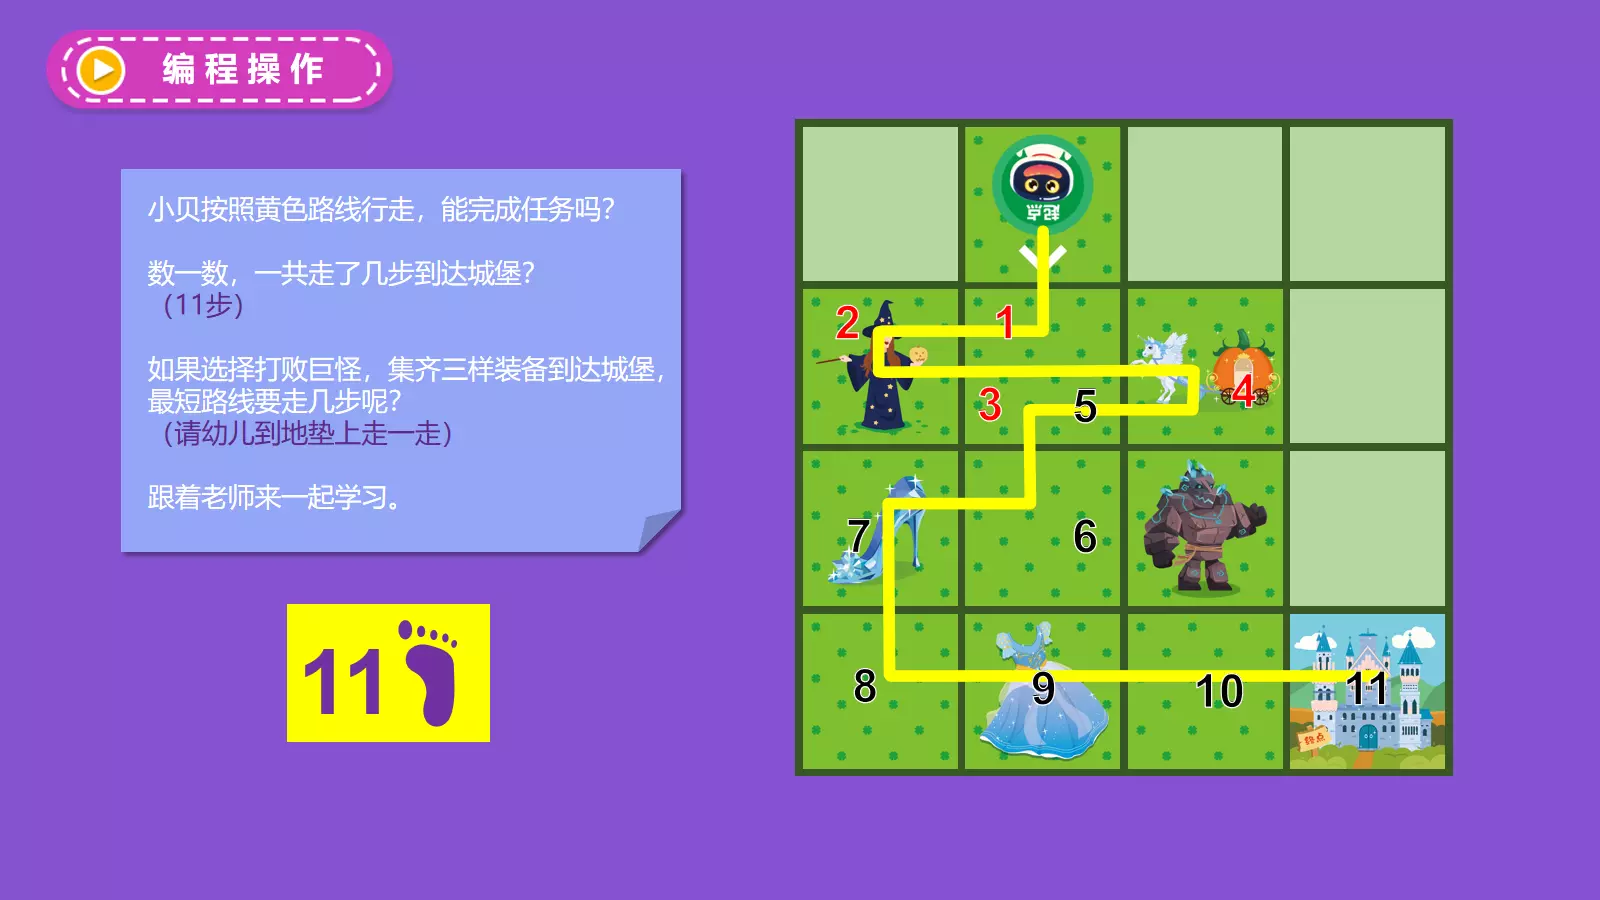 编程操作
小贝按照黄色路线行走，能完成任务吗？
数一数，一共走了几步到达城堡？
（11步）
如果选择打败巨怪，集齐三样装备到达城堡，
最短路线要走几步呢？
（请幼儿到地垫上走一走）
跟着老师来一起学习。
11
起点
2
1
3
5
4
7
6
8
9
10
11
终点